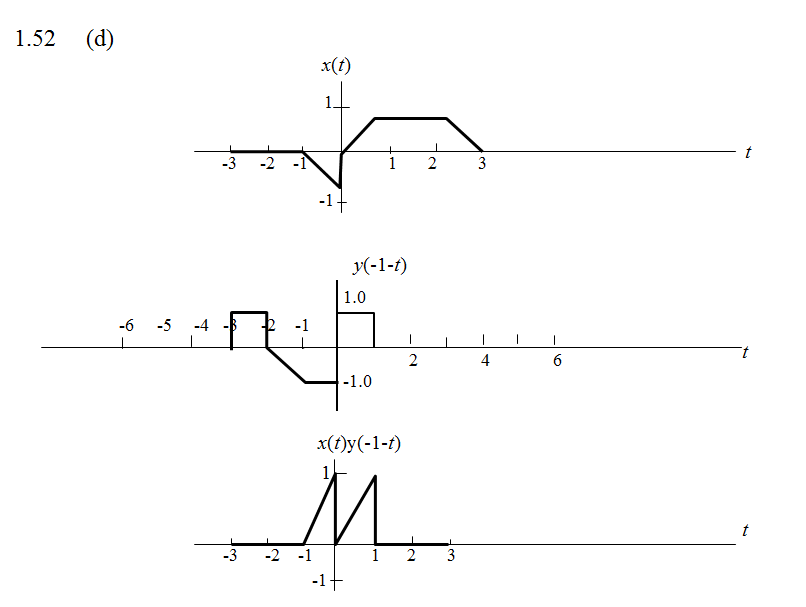 1.52 (d)
x(t)
1
-3 -2 -1 1 2 3 t
-1
y(-1-t)
1.0
-6 -5 -4 -3 -2 -1
2 4 6 t
-1.0
x(t)y(-1-t)
1
t
-3 -2 -1 1 2 3
-1